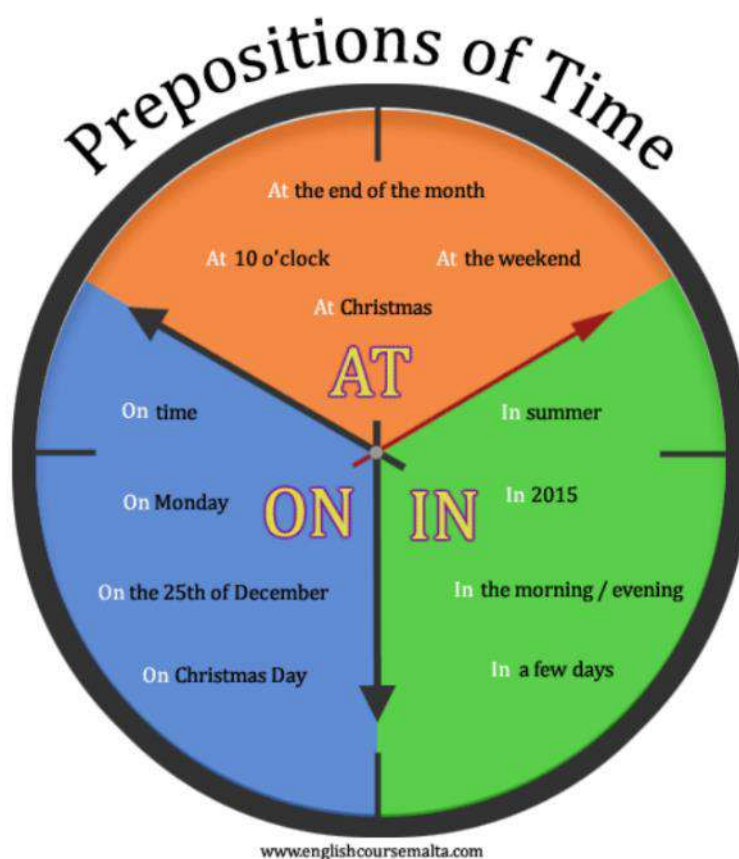 Prepositions of Time
At the end of the month
At 10 o'clock
At the weekend
At Christmas
AT
On time
On Monday
On the 25th of December
On Christmas Day
ON
IN
In summer
In 2015
In the morning / evening
In a few days
www.englishcoursemalta.com